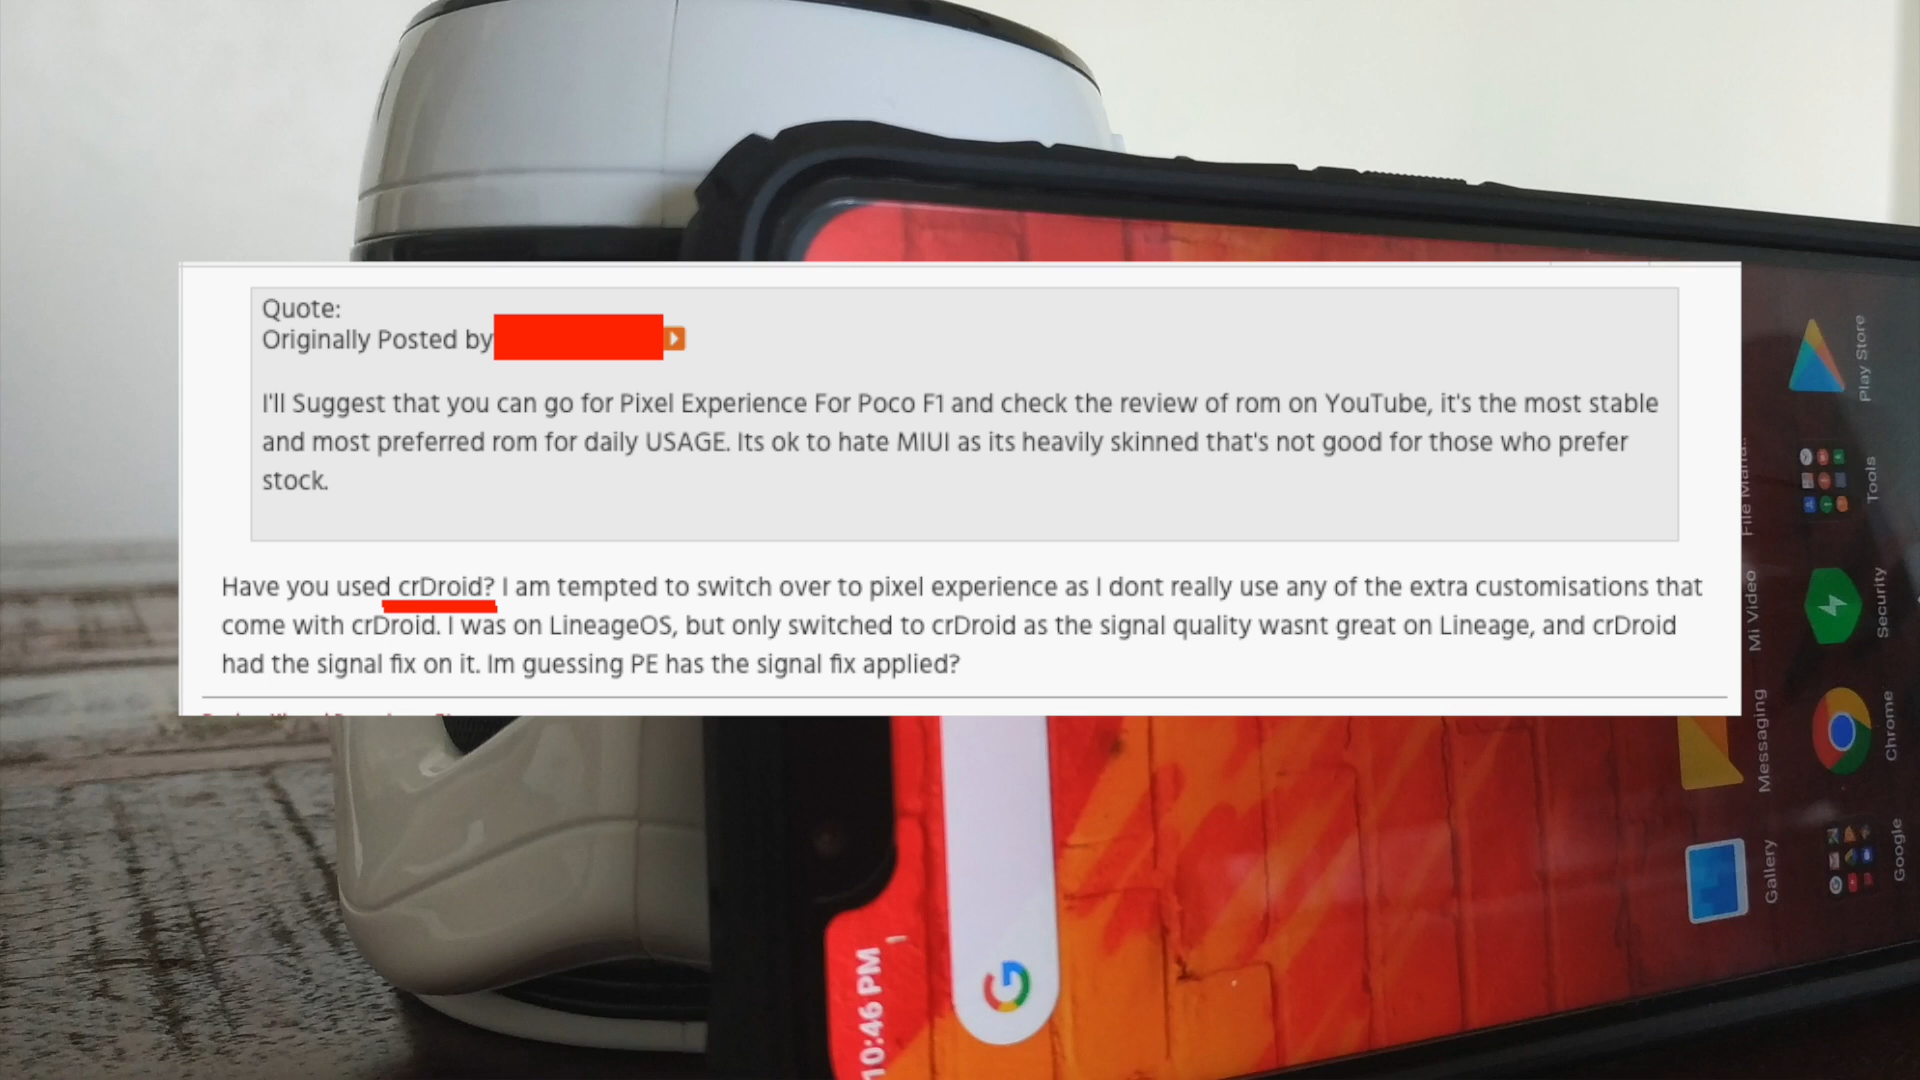 Quote:
Originally Posted by
I'll Suggest that you can go for Pixel Experience For Poco F1 and check the review of rom on YouTube, it's the most stable
and most preferred rom for daily USAGE. Its ok to hate MIUI as its heavily skinned that's not good for those who prefer
stock.
Have you used crDroid? I am tempted to switch over to pixel experience as I dont really use any of the extra customisations that
come with crDroid. I was on LineageOS, but only switched to crDroid as the signal quality wasnt great on Lineage, and crDroid
had the signal fix on it. Im guessing PE has the signal fix applied?
10:46 PM
G
Gallery
Messaging
Mi Video
File Mana..
Google
Chrome
Security
Tools
Play Store